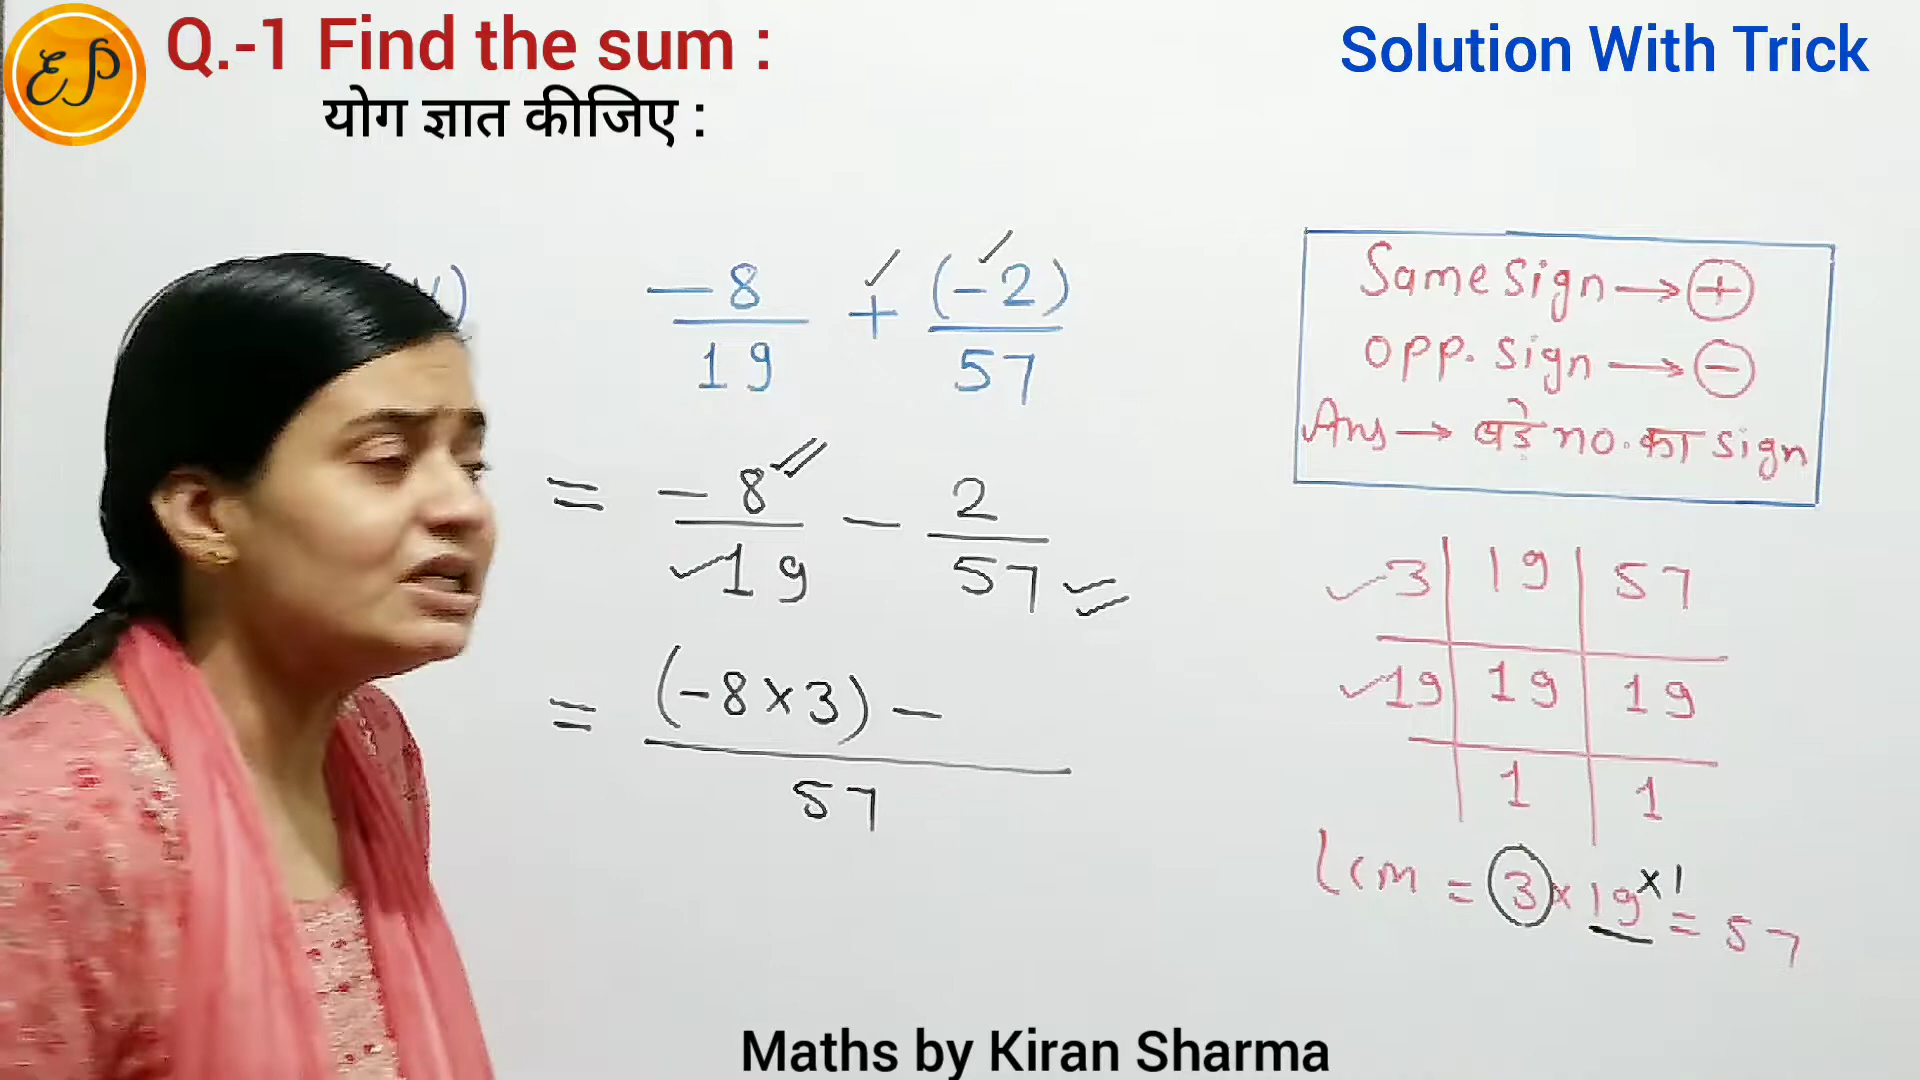 EP
Q.-1 Find the sum :
योग ज्ञात कीजिए :
Solution With Trick
-8/19 + (-2)/57
= -8/19 - 2/57
= (-8×3) - / 57
Same Sign → +
opp. sign → -
Ans → बड़े no. का sign
3 | 19 | 57
19 | 19 | 19
1 | 1
lcm = 3 × 19 × 1 = 57
Maths by Kiran Sharma